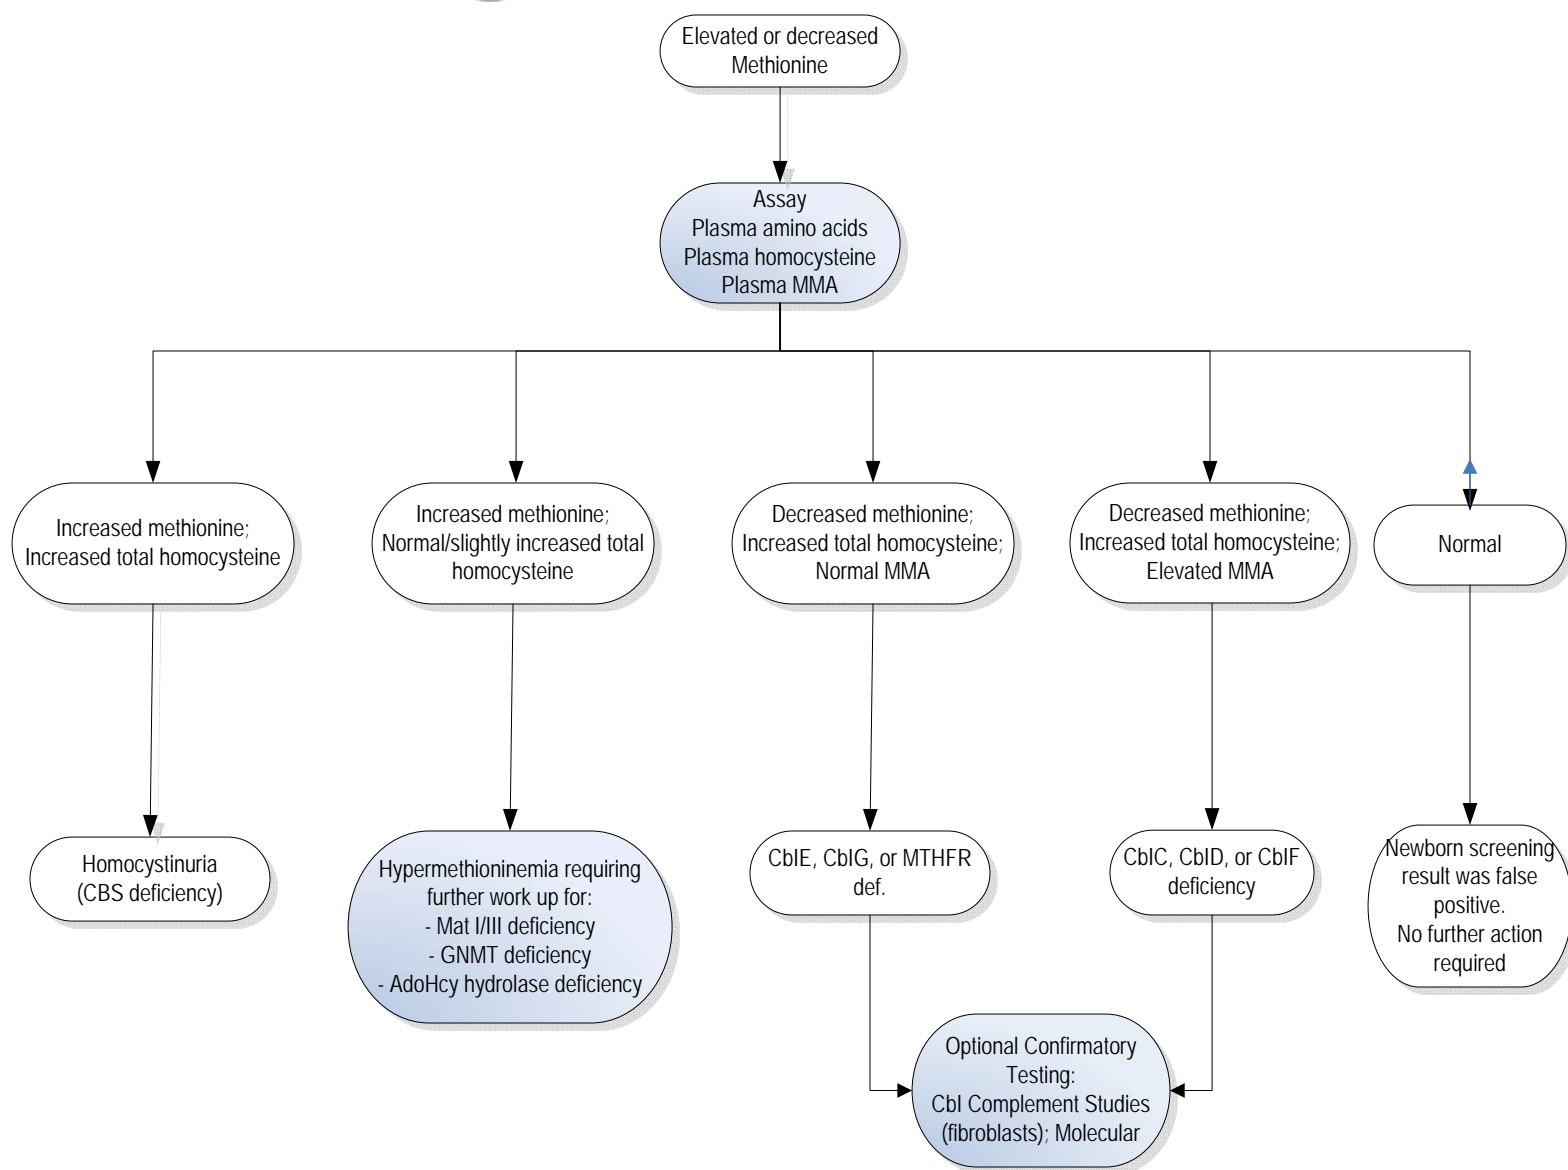 Elevated or decreased
Methionine
Assay
Plasma amino acids
Plasma homocysteine
Plasma MMA
Increased methionine;
Increased total homocysteine
Increased methionine;
Normal/slightly increased total
homocysteine
Decreased methionine;
Increased total homocysteine;
Normal MMA
Decreased methionine;
Increased total homocysteine;
Elevated MMA
Normal
Homocystinuria
(CBS deficiency)
Hypermethioninemia requiring
further work up for:
- Mat I/III deficiency
- GNMT deficiency
- AdoHcy hydrolase deficiency
CblE, CblG, or MTHFR
def.
CblC, CblD, or CblF
deficiency
Newborn screening
result was false
positive.
No further action
required
Optional Confirmatory
Testing:
Cbl Complement Studies
(fibroblasts); Molecular